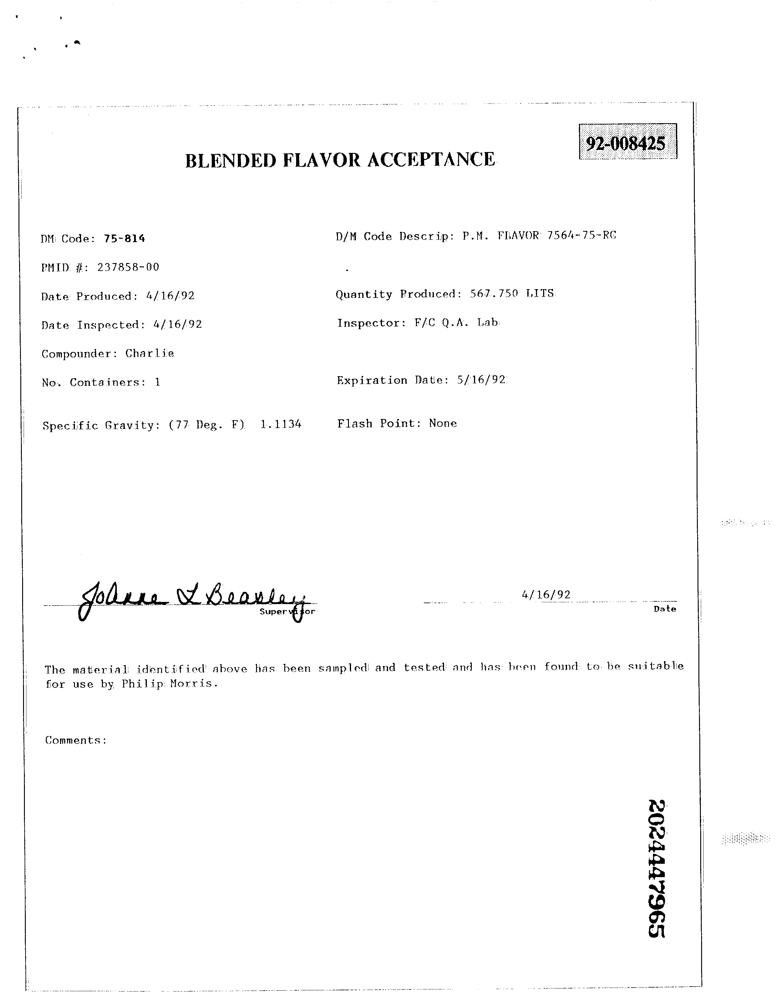 92-008425
BLENDED FLAVOR ACCEPTANCE
DM Code: 75-814
D/M Code Descrip: P.M. FLAVOR 7564-75-RC
PMID #: 237858-00
Date Produced: 4/16/92
Quantity Produced: 567.750 LITS
Date Inspected: 4/16/92
Inspector: F/C Q.A. Lab
Compounder: Charlie
No. Containers: 1
Expiration Date: 5/16/92
Specific Gravity: (77 Deg. F) 1.1134
Flash Point: None
JoAnne L Beasley
4/16/92
Supervisor
Date
The material identified above has been sampled and tested and has been found to be suitable
for use by Philip Morris.
Comments:
2024447965